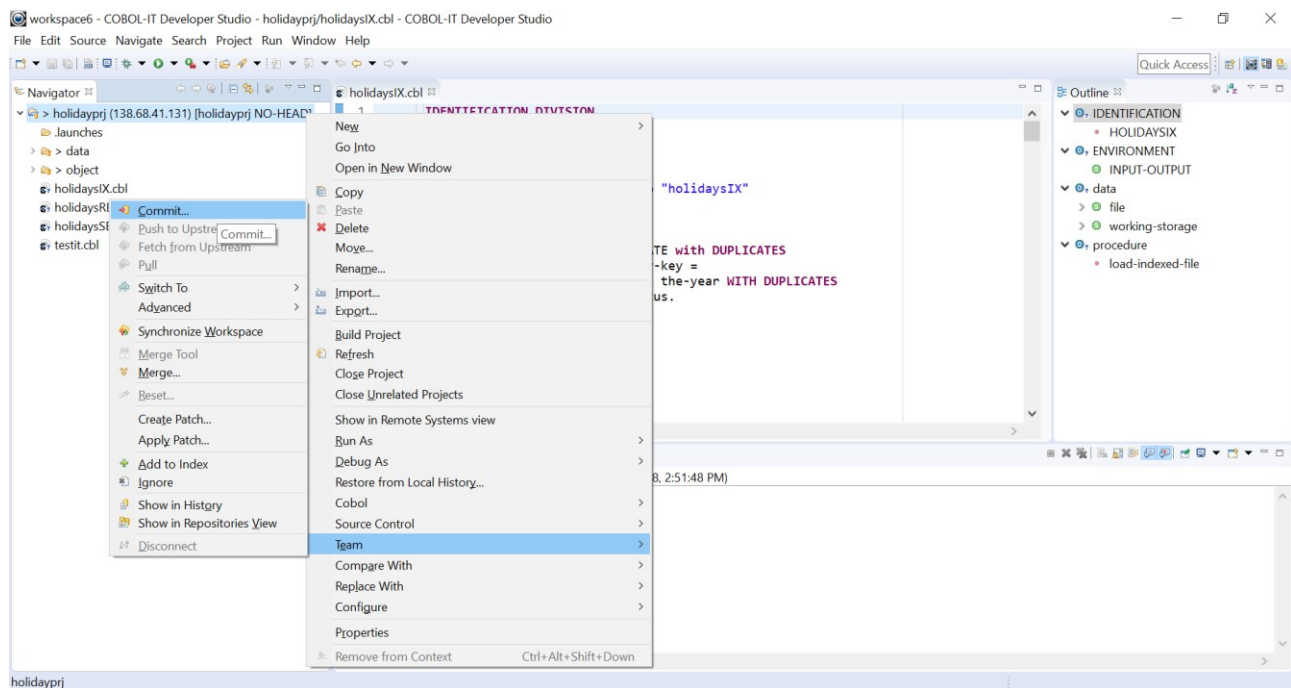 workspace6 - COBOL-IT Developer Studio - holidayprj/holidaysIX.cbl - COBOL-IT Developer Studio
File Edit Source Navigate Search Project Run Window Help
Quick Access
Navigator
> holidayprj (138.68.41.131) [holidayprj NO-HEAD]
.launches
> data
> object
holidaysIX.cbl
holidaysRE
holidaysSE
testit.cbl
Commit...
Push to Upstre
Commit...
Fetch from Upstream
Pull
Switch To
Advanced
Synchronize Workspace
Merge Tool
Merge...
Reset...
Create Patch...
Apply Patch...
Add to Index
Ignore
Show in History
Show in Repositories View
Disconnect
New
Go Into
Open in New Window
Copy
Paste
Delete
Move...
Rename...
Import...
Export...
Build Project
Refresh
Close Project
Close Unrelated Projects
Show in Remote Systems view
Run As
Debug As
Restore from Local History...
Cobol
Source Control
Team
Compare With
Replace With
Configure
Properties
Remove from Context Ctrl+Alt+Shift+Down
holidaysIX.cbl
1 IDENTIFICATION DIVISION
"holidaysIX"
TE with DUPLICATES
-key =
the-year WITH DUPLICATES
us.
8, 2:51:48 PM)
Outline
IDENTIFICATION
HOLIDAYSIX
ENVIRONMENT
INPUT-OUTPUT
data
file
working-storage
procedure
load-indexed-file
holidayprj